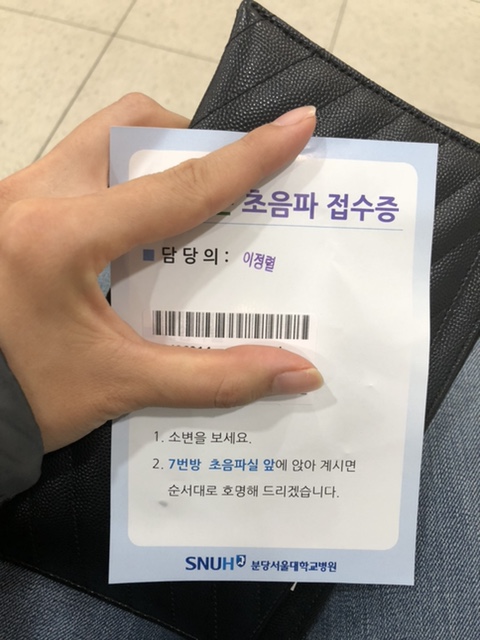 초음파 접수증
■ 담 당 의 : 이정렬
1. 소변을 보세요.
2. 7번방 초음파실 앞에 앉아 계시면
순서대로 호명해 드리겠습니다.
SNUH 분당서울대학교병원